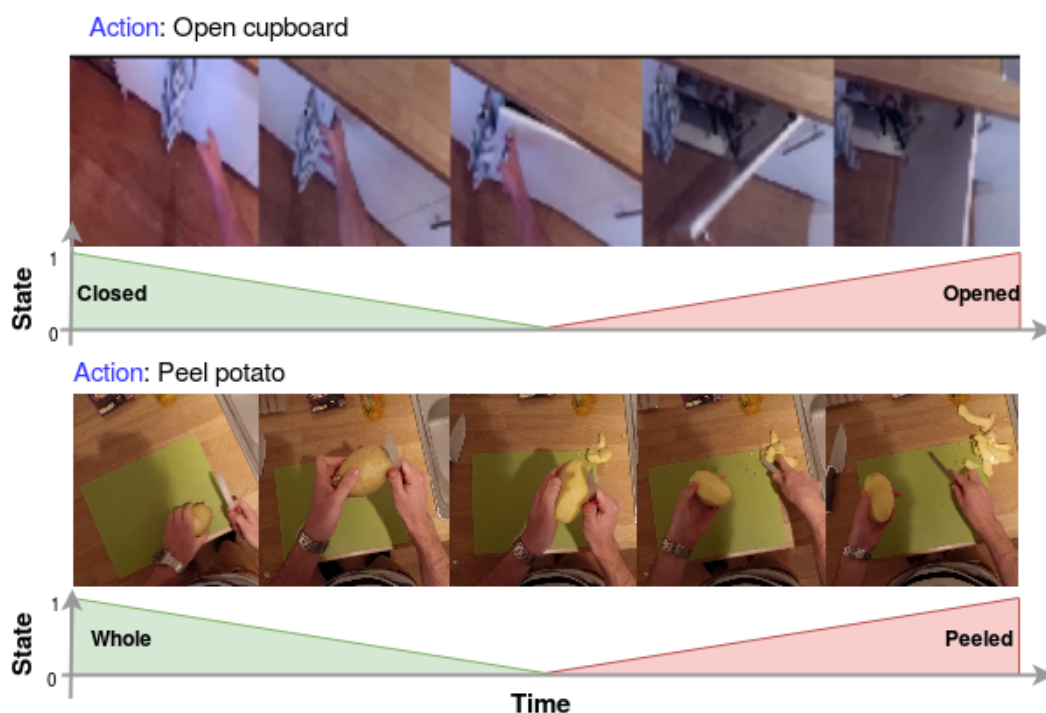 Action: Open cupboard
State
1
Closed
Opened
0
Action: Peel potato
State
1
Whole
Peeled
0
Time